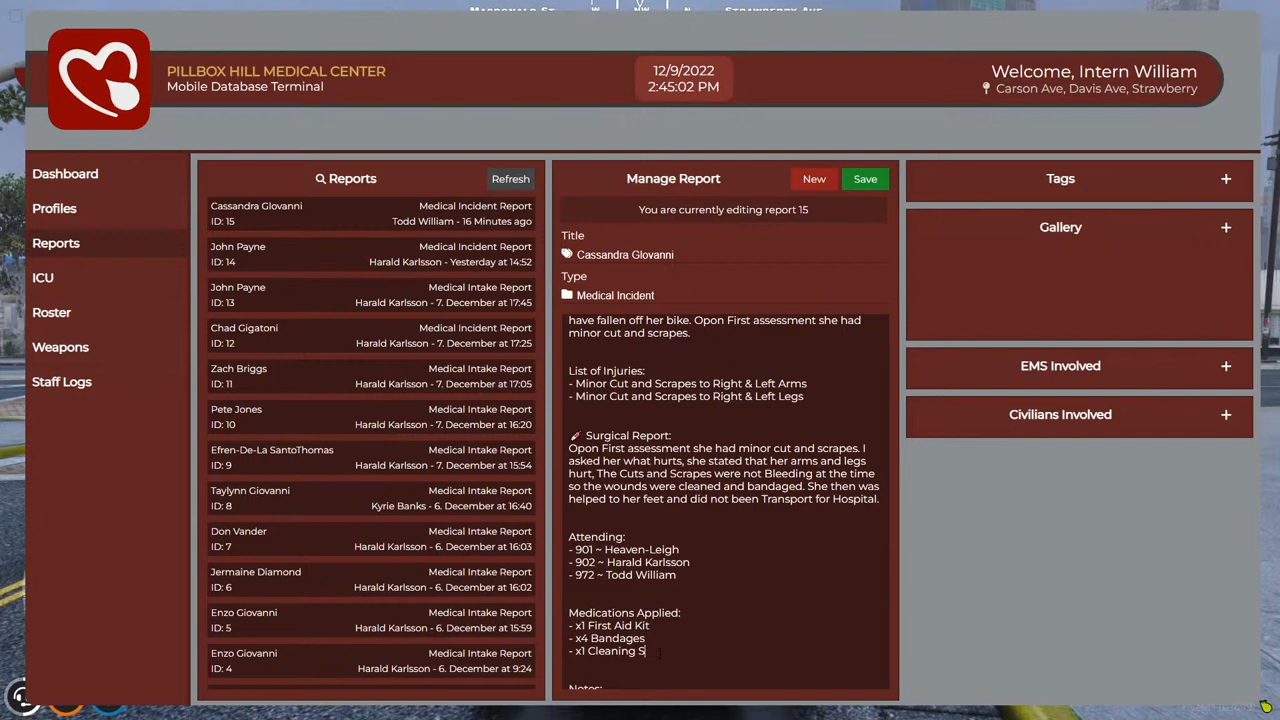 PILLBOX HILL MEDICAL CENTER
Mobile Database Terminal
12/9/2022
2:45:02 PM
Welcome, Intern William
Carson Ave, Davis Ave, Strawberry
Dashboard
Profiles
Reports
ICU
Roster
Weapons
Staff Logs
Reports
Refresh
Cassandra GIovanni Medical Incident Report
ID: 15 Todd William - 16 Minutes ago
John Payne Medical Incident Report
ID: 14 Harald Karlsson - Yesterday at 14:52
John Payne Medical Intake Report
ID: 13 Harald Karlsson - 7. December at 17:45
Chad Gigatoni Medical Incident Report
ID: 12 Harald Karlsson - 7. December at 17:25
Zach Briggs Medical Intake Report
ID: 11 Harald Karlsson - 7. December at 17:05
Pete Jones Medical Intake Report
ID: 10 Harald Karlsson - 7. December at 16:20
Efren-De-La SantoThomas Medical Intake Report
ID: 9 Harald Karlsson - 7. December at 15:54
Taylynn Giovanni Medical Intake Report
ID: 8 Kyrie Banks - 6. December at 16:40
Don Vander Medical Intake Report
ID: 7 Harald Karlsson - 6. December at 16:03
Jermaine Diamond Medical Intake Report
ID: 6 Harald Karlsson - 6. December at 16:02
Enzo Giovanni Medical Intake Report
ID: 5 Harald Karlsson - 6. December at 15:59
Enzo Giovanni Medical Intake Report
ID: 4 Harald Karlsson - 6. December at 9:24
Manage Report
New
Save
You are currently editing report 15
Title
Cassandra GIovanni
Type
Medical Incident
have fallen off her bike. Opon First assessment she had
minor cut and scrapes.
List of Injuries:
- Minor Cut and Scrapes to Right & Left Arms
- Minor Cut and Scrapes to Right & Left Legs
Surgical Report:
Opon First assessment she had minor cut and scrapes. I
asked her what hurts, she stated that her arms and legs
hurt, The Cuts and Scrapes were not Bleeding at the time
so the wounds were cleaned and bandaged. She then was
helped to her feet and did not been Transport for Hospital.
Attending:
- 901 ~ Heaven-Leigh
- 902 ~ Harald Karlsson
- 972 ~ Todd William
Medications Applied:
- x1 First Aid Kit
- x4 Bandages
- x1 Cleaning S
Notes:
Tags +
Gallery +
EMS Involved +
Civilians Involved +